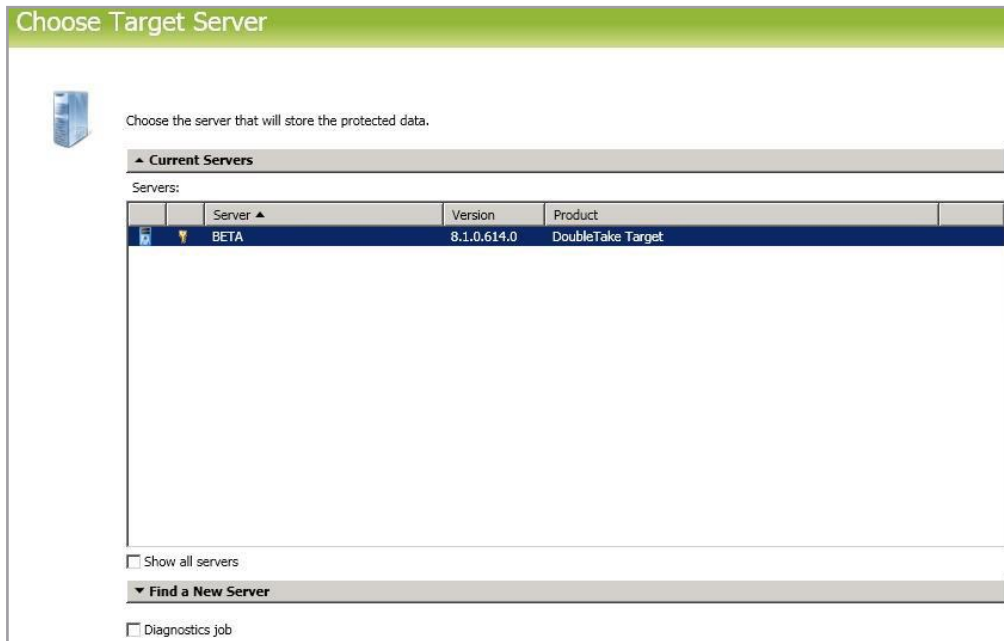 Choose Target Server
Choose the server that will store the protected data.
Current Servers
Servers:
Server Version Product
BETA 8.1.0.614.0 DoubleTake Target
Show all servers
Find a New Server
Diagnostics job